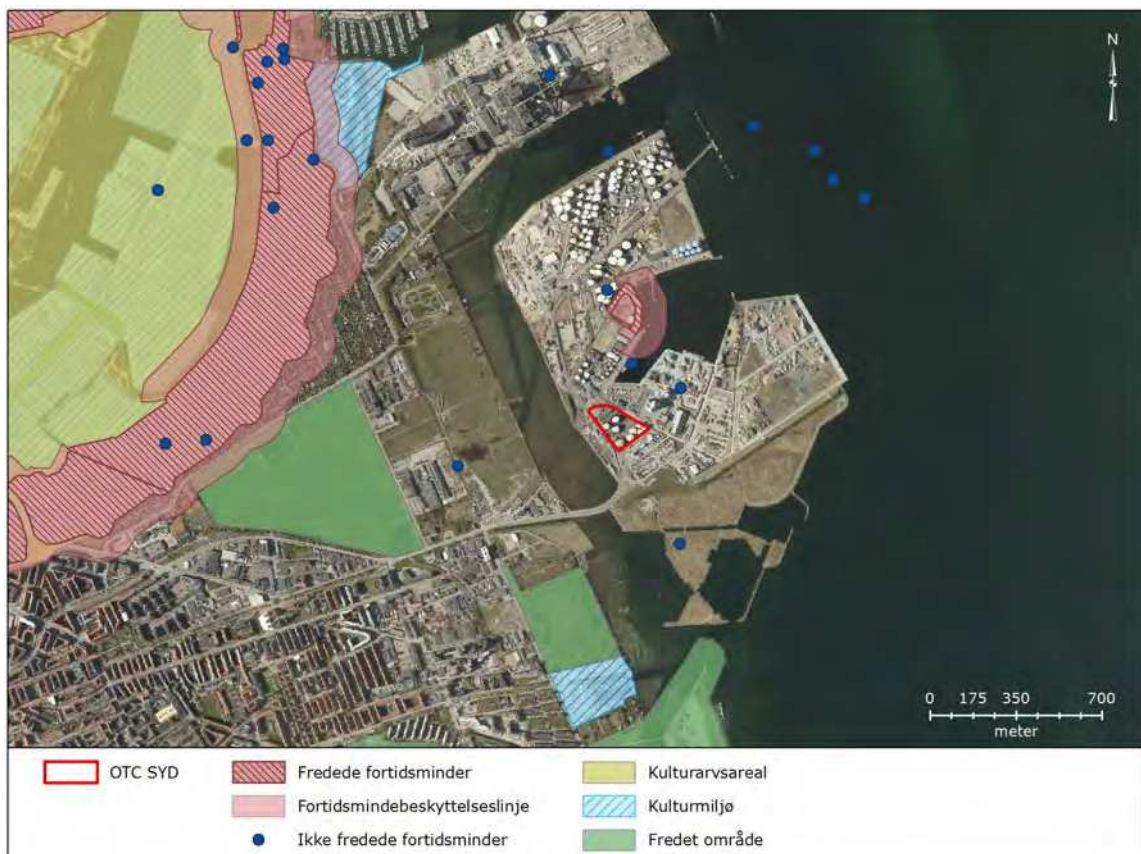 N
0 175 350 700
meter
OTC SYD
Fredede fortidsminder
Kulturarvsareal
Fortidsmindebeskyttelseslinje
Kulturmiljø
Ikke fredede fortidsminder
Fredet område